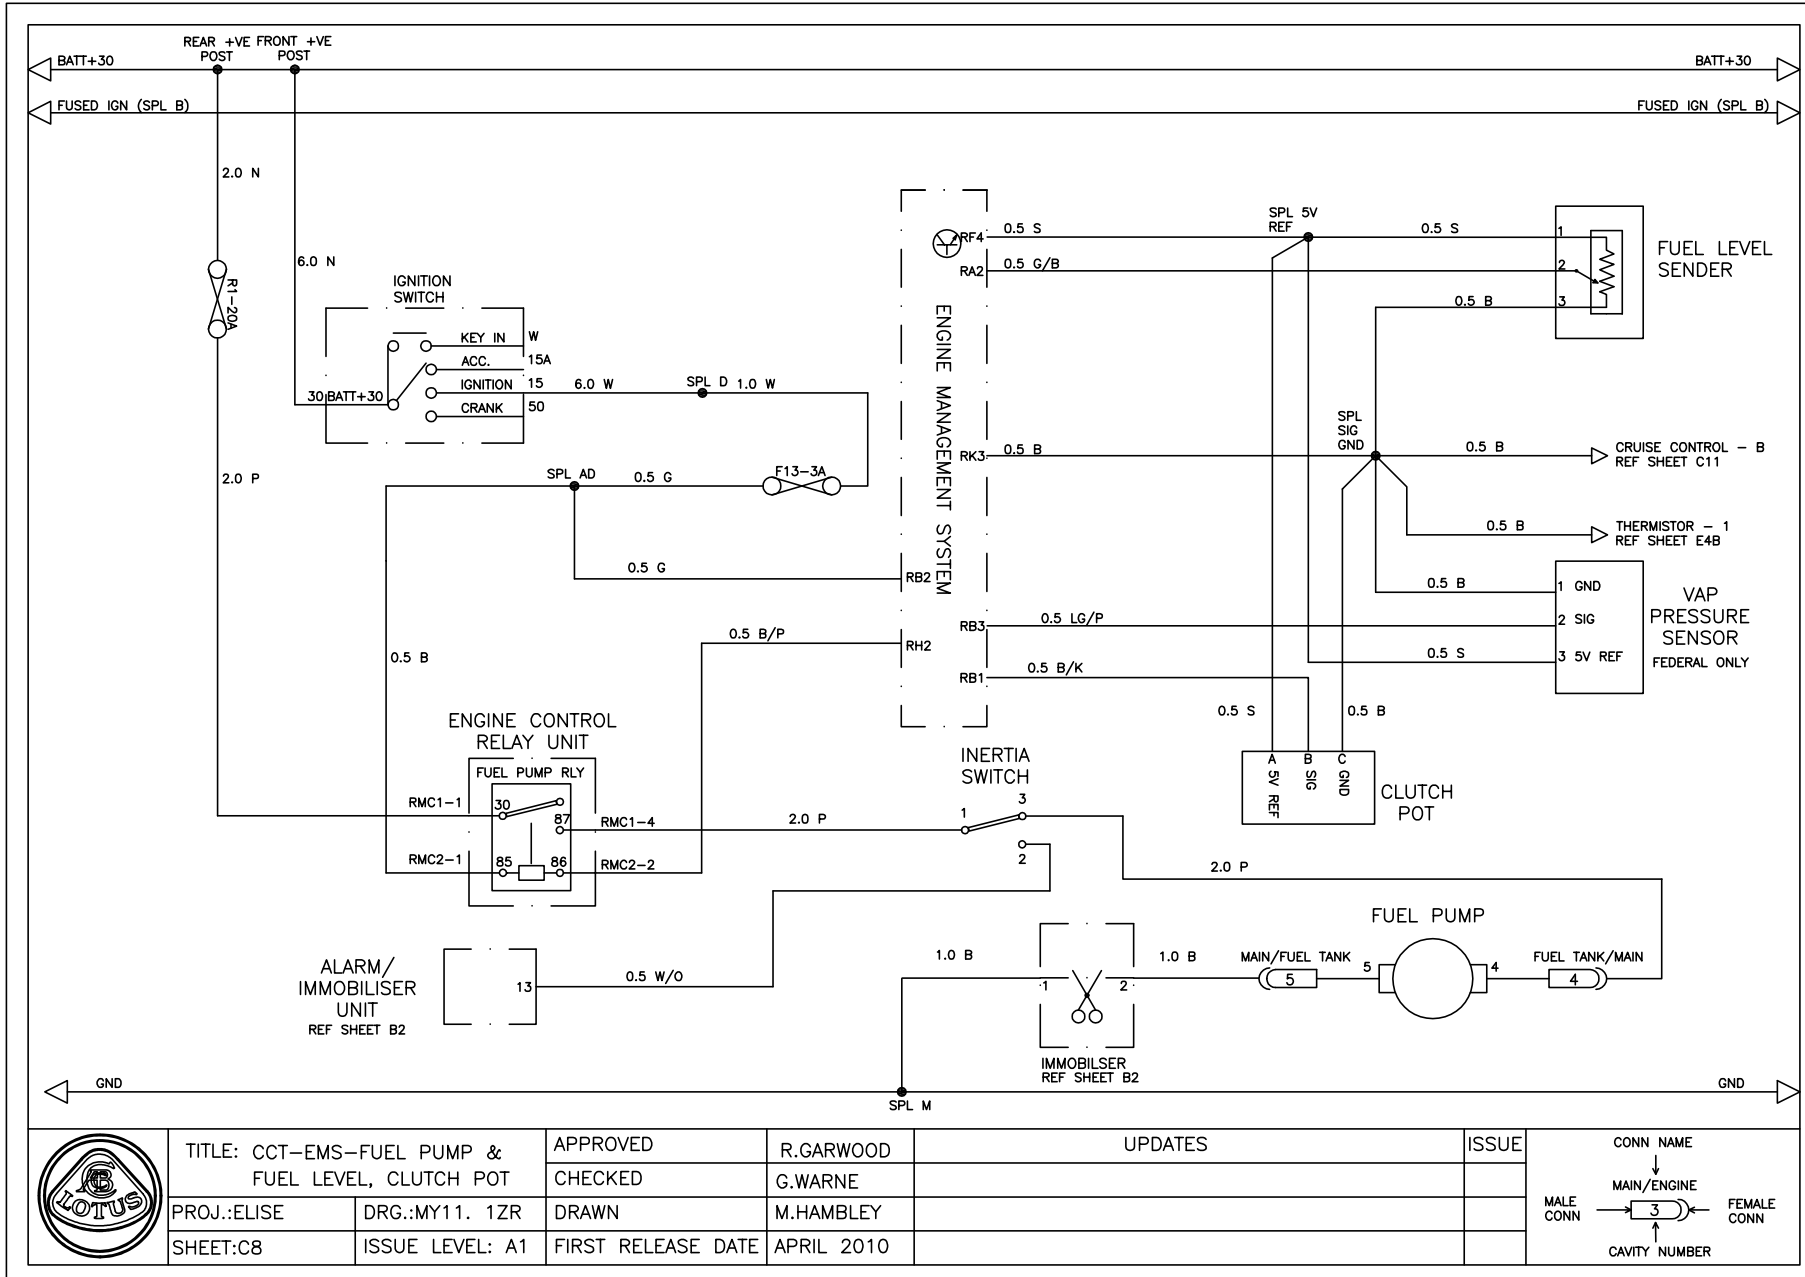 REAR +VE
POST
FRONT +VE
POST
BATT+30
BATT+30
FUSED IGN (SPL B)
FUSED IGN (SPL B)
2.0 N
6.0 N
R1-20A
2.0 P
IGNITION
SWITCH
KEY IN
W
ACC.
15A
IGNITION
15
CRANK
50
30
BATT+30
6.0 W
SPL D
1.0 W
F13-3A
SPL AD
0.5 G
0.5 G
0.5 B/P
0.5 B
ENGINE MANAGEMENT SYSTEM
RF4
RA2
RK3
RB2
RB3
RH2
RB1
0.5 S
SPL 5V
REF
0.5 S
0.5 G/B
0.5 B
1
2
3
FUEL LEVEL
SENDER
0.5 B
SPL
SIG
GND
0.5 B
CRUISE CONTROL - B
REF SHEET C11
0.5 B
THERMISTOR - 1
REF SHEET E4B
0.5 B
0.5 LG/P
0.5 S
0.5 B/K
1 GND
2 SIG
3 5V REF
VAP
PRESSURE
SENSOR
FEDERAL ONLY
0.5 S
0.5 B
A
B
C
5V REF
SIG
GND
CLUTCH
POT
ENGINE CONTROL
RELAY UNIT
FUEL PUMP RLY
RMC1-1
30
87
RMC1-4
RMC2-1
85
86
RMC2-2
2.0 P
INERTIA
SWITCH
1
3
2
2.0 P
ALARM/
IMMOBILISER
UNIT
REF SHEET B2
13
0.5 W/O
1.0 B
1
2
IMMOBILSER
REF SHEET B2
1.0 B
MAIN/FUEL TANK
5
5
FUEL PUMP
4
FUEL TANK/MAIN
4
GND
SPL M
GND
LOTUS
TITLE: CCT-EMS-FUEL PUMP &
FUEL LEVEL, CLUTCH POT
PROJ.:ELISE
DRG.:MY11. 1ZR
SHEET:C8
ISSUE LEVEL: A1
APPROVED
R.GARWOOD
CHECKED
G.WARNE
DRAWN
M.HAMBLEY
FIRST RELEASE DATE
APRIL 2010
UPDATES
ISSUE
CONN NAME
MAIN/ENGINE
MALE
CONN
3
FEMALE
CONN
CAVITY NUMBER